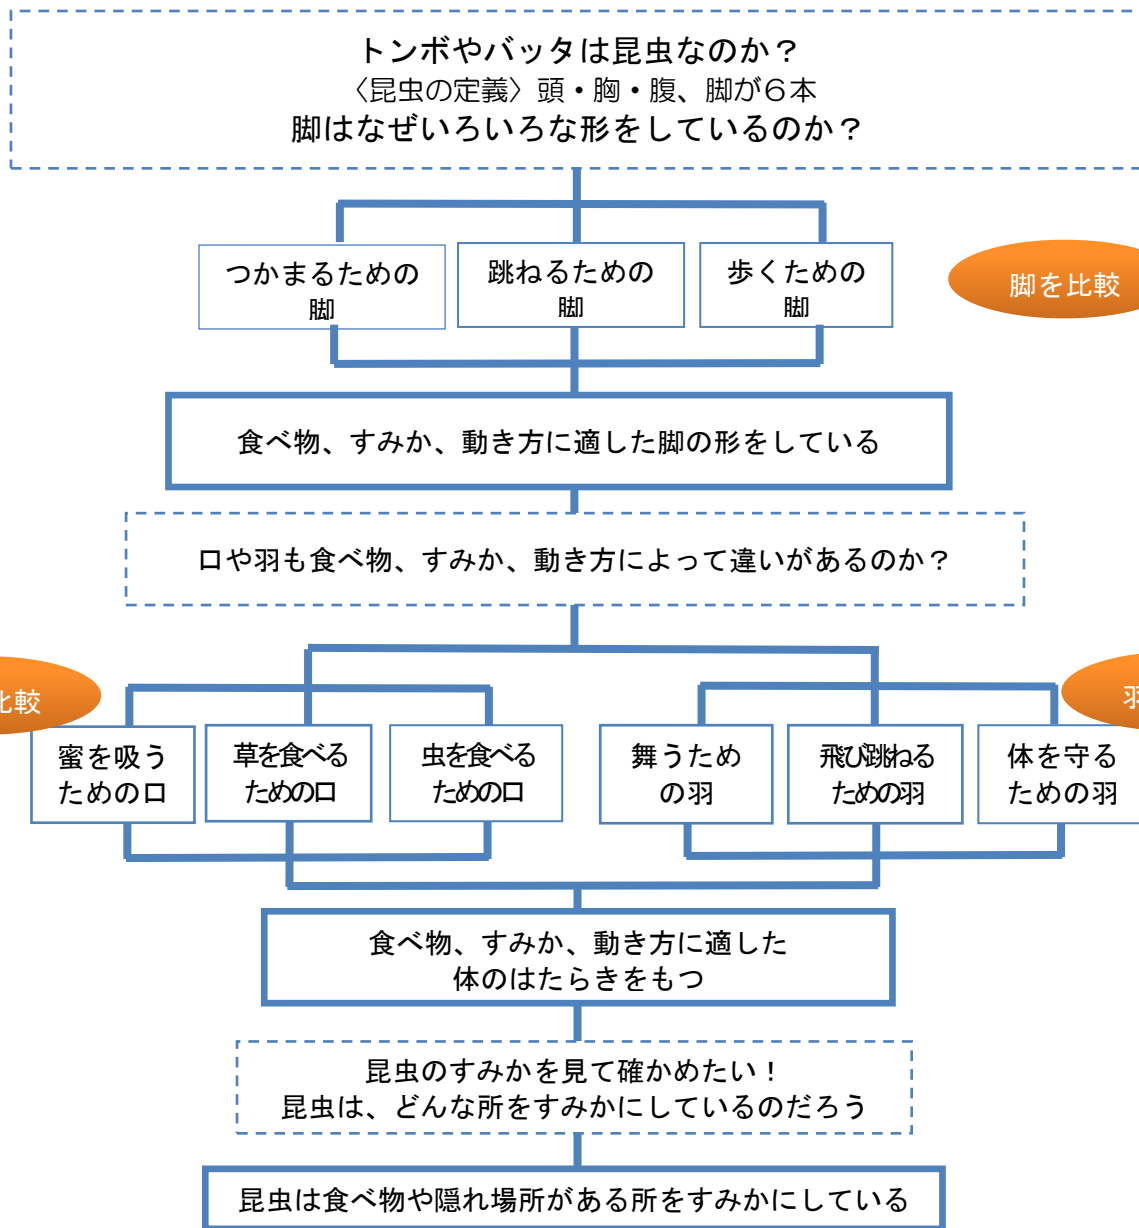 トンボやバッタは昆虫なのか？
〈昆虫の定義〉頭・胸・腹、脚が６本
脚はなぜいろいろな形をしているのか？
つかまるための
脚
跳ねるための
脚
歩くための
脚
脚を比較
食べ物、すみか、動き方に適した脚の形をしている
口や羽も食べ物、すみか、動き方によって違いがあるのか？
比較
羽
蜜を吸う
ための口
草を食べる
ための口
虫を食べる
ための口
舞うため
の羽
飛び跳ねる
ための羽
体を守る
ための羽
食べ物、すみか、動き方に適した
体のはたらきをもつ
昆虫のすみかを見て確かめたい！
昆虫は、どんな所をすみかにしているのだろう
昆虫は食べ物や隠れ場所がある所をすみかにしている